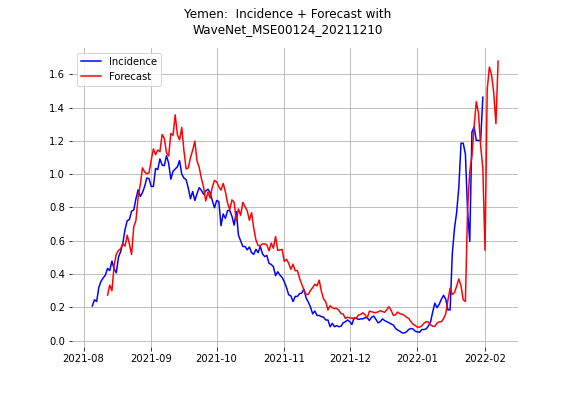 Yemen:  Incidence + Forecast with
WaveNet_MSE00124_20211210
Incidence
Forecast
1.6
1.4
1.2
1.0
0.8
0.6
0.4
0.2
0.0
2021-08 2021-09 2021-10 2021-11 2021-12 2022-01 2022-02